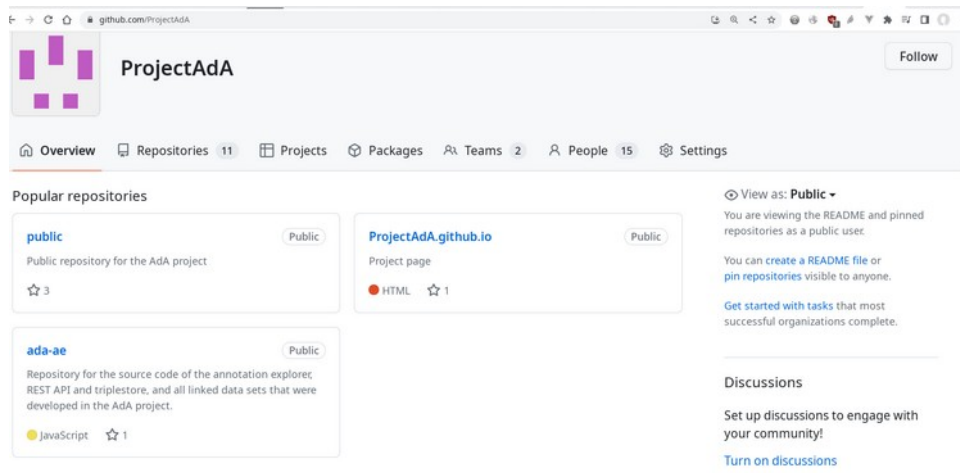 github.com/ProjectAdA
ProjectAdA
Follow
Overview Repositories 11 Projects Packages Teams 2 People 15 Settings
Popular repositories
public Public
Public repository for the AdA project
3
ProjectAdA.github.io Public
Project page
HTML 1
ada-ae Public
Repository for the source code of the annotation explorer,
REST API and triplestore, and all linked data sets that were
developed in the AdA project.
JavaScript 1
View as: Public
You are viewing the README and pinned
repositories as a public user.
You can create a README file or
pin repositories visible to anyone.
Get started with tasks that most
successful organizations complete.
Discussions
Set up discussions to engage with
your community!
Turn on discussions